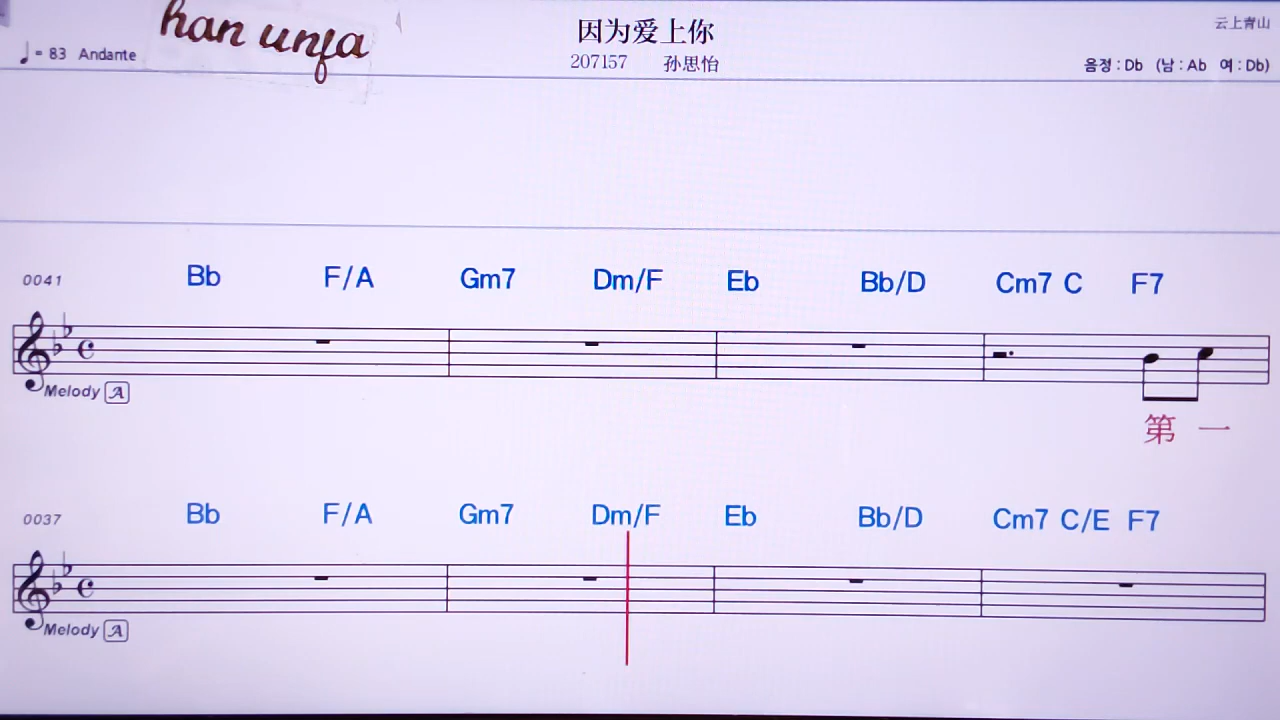 han unfa
因为爱上你
云上青山
♩= 83 Andante
207157 孙思怡
음정 : Db (남 : Ab 여 : Db)
0041 Bb F/A Gm7 Dm/F Eb Bb/D Cm7 C F7
Melody A
第 一
0037 Bb F/A Gm7 Dm/F Eb Bb/D Cm7 C/E F7
Melody A